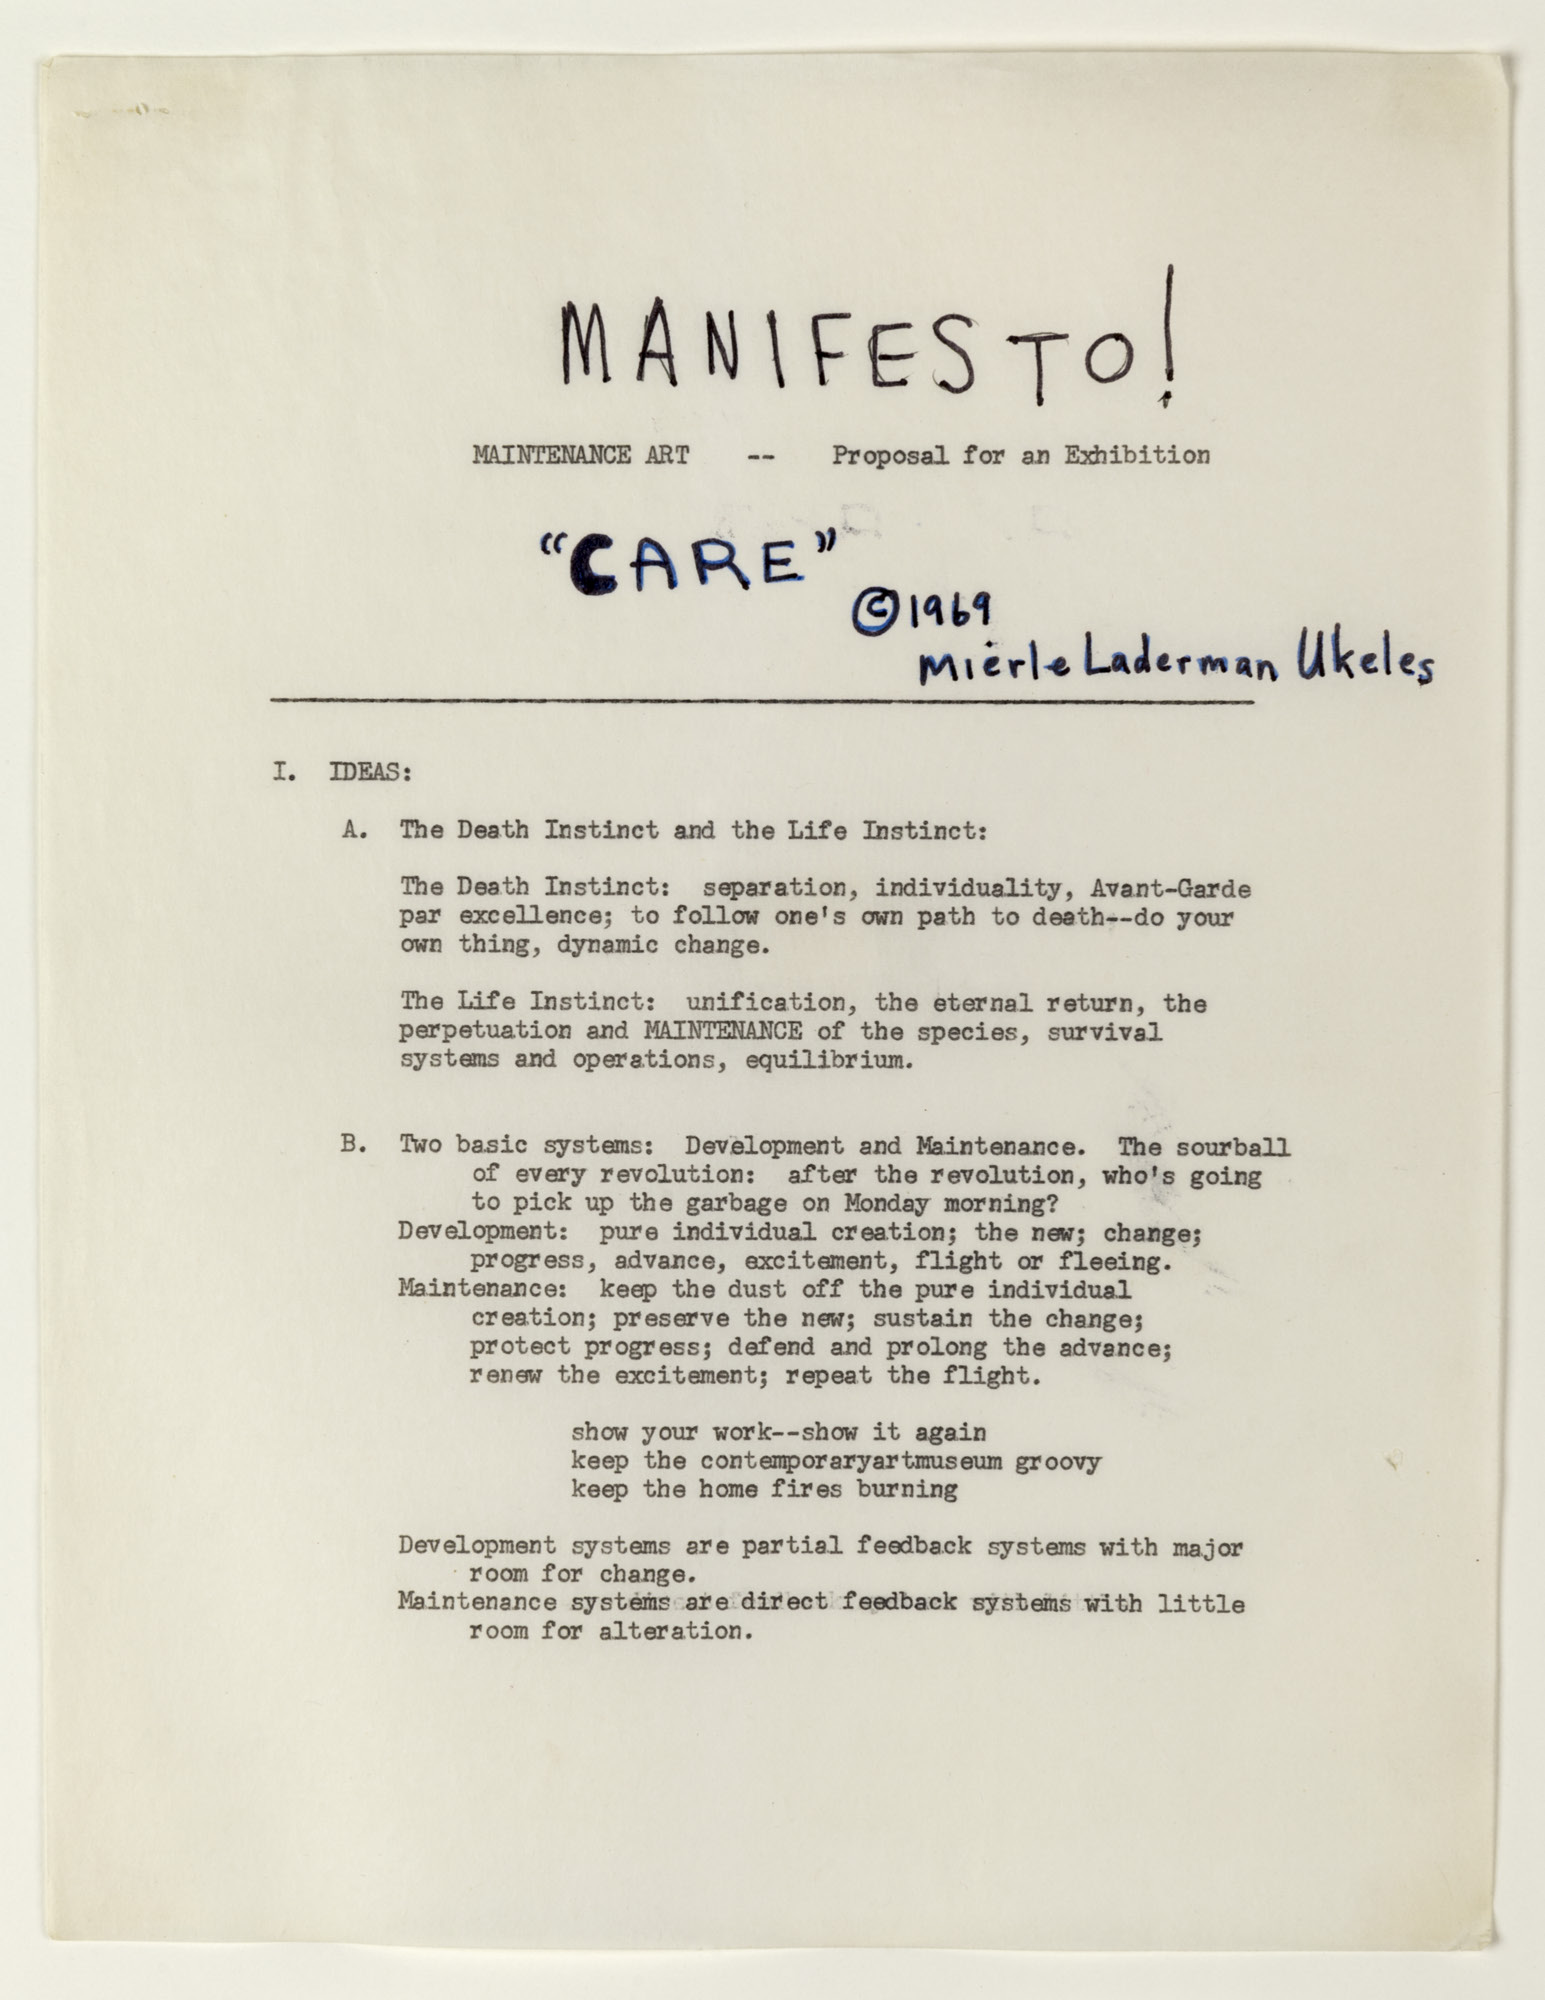 MANIFESTO!
MAINTENANCE ART -- Proposal for an Exhibition
"CARE"
©1969
Mierle Laderman Ukeles
I. IDEAS:
A. The Death Instinct and the Life Instinct:
The Death Instinct: separation, individuality, Avant-Garde
par excellence; to follow one's own path to death--do your
own thing, dynamic change.
The Life Instinct: unification, the eternal return, the
perpetuation and MAINTENANCE of the species, survival
systems and operations, equilibrium.
B. Two basic systems: Development and Maintenance. The sourball
of every revolution: after the revolution, who's going
to pick up the garbage on Monday morning?
Development: pure individual creation; the new; change;
progress, advance, excitement, flight or fleeing.
Maintenance: keep the dust off the pure individual
creation; preserve the new; sustain the change;
protect progress; defend and prolong the advance;
renew the excitement; repeat the flight.
show your work--show it again
keep the contemporaryartmuseum groovy
keep the home fires burning
Development systems are partial feedback systems with major
room for change.
Maintenance systems are direct feedback systems with little
room for alteration.